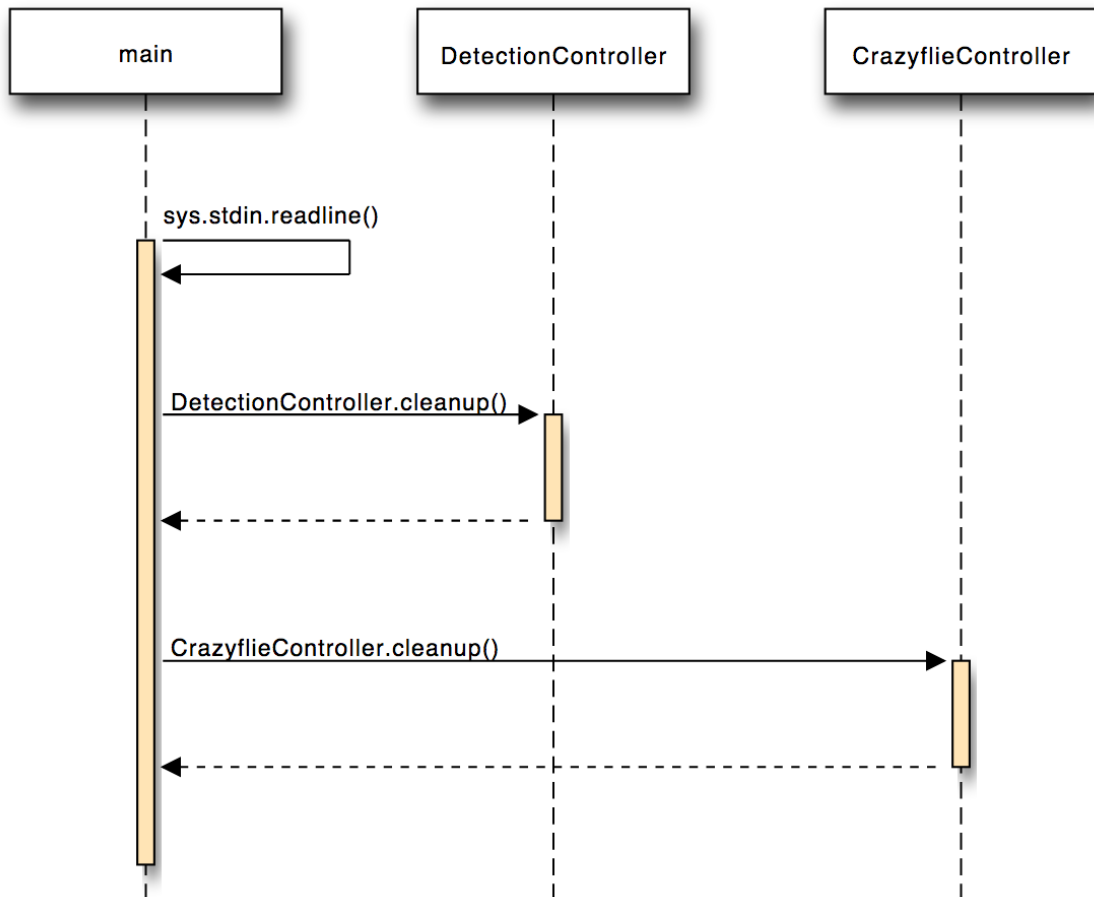 main
DetectionController
CrazyflieController
sys.stdin.readline()
DetectionController.cleanup()
CrazyflieController.cleanup()